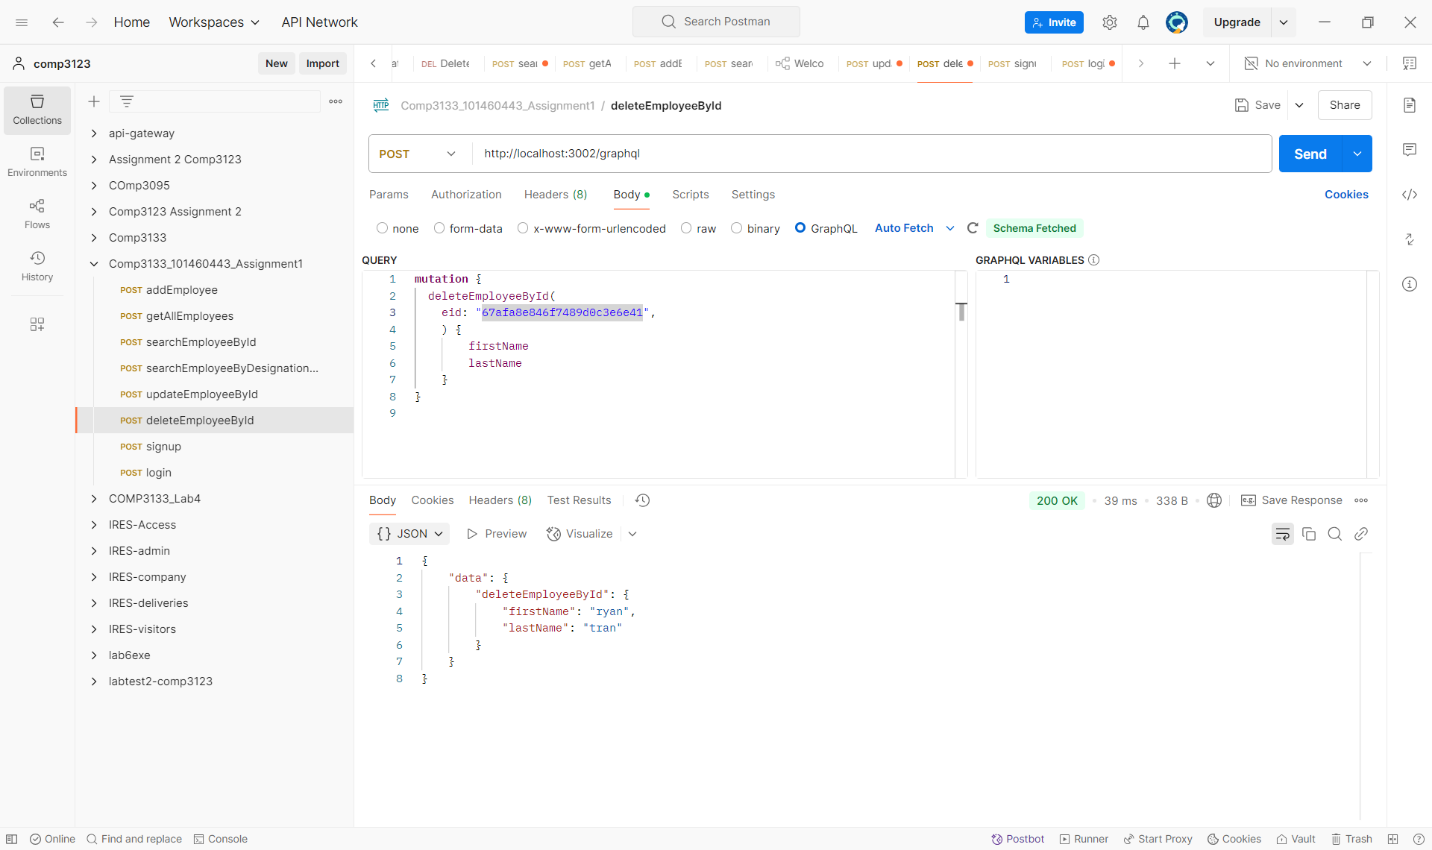 Home Workspaces API Network Search Postman Invite Upgrade
comp3123 New Import DEL Delete POST sear POST getA POST addE POST sear Welco POST upd POST dele POST signu POST logi No environment
Comp3133_101460443_Assignment1 / deleteEmployeeById Save Share
Collections
Environments
Flows
History
api-gateway
Assignment 2 Comp3123
COmp3095
Comp3123 Assignment 2
Comp3133
Comp3133_101460443_Assignment1
POST addEmployee
POST getAllEmployees
POST searchEmployeeById
POST searchEmployeeByDesignation...
POST updateEmployeeById
POST deleteEmployeeById
POST signup
POST login
COMP3133_Lab4
IRES-Access
IRES-admin
IRES-company
IRES-deliveries
IRES-visitors
lab6exe
labtest2-comp3123
POST http://localhost:3002/graphql Send
Params Authorization Headers (8) Body Scripts Settings Cookies
none form-data x-www-form-urlencoded raw binary GraphQL Auto Fetch Schema Fetched
QUERY
1 mutation {
2 deleteEmployeeById(
3 eid: "67afa8e846f7489d0c3e6e41",
4 ) {
5 firstName
6 lastName
7 }
8 }
9
GRAPHQL VARIABLES
1
Body Cookies Headers (8) Test Results 200 OK 39 ms 338 B Save Response
{} JSON Preview Visualize
1 {
2 "data": {
3 "deleteEmployeeById": {
4 "firstName": "ryan",
5 "lastName": "tran"
6 }
7 }
8 }
Online Find and replace Console Postbot Runner Start Proxy Cookies Vault Trash